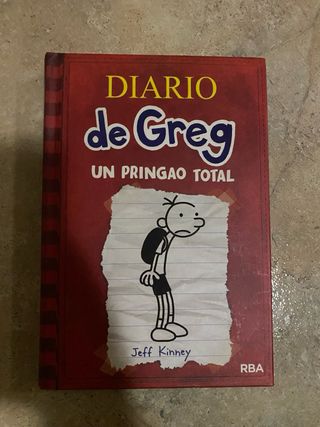 DIARIO
de Greg
UN PRINGAO TOTAL
Jeff Kinney
RBA